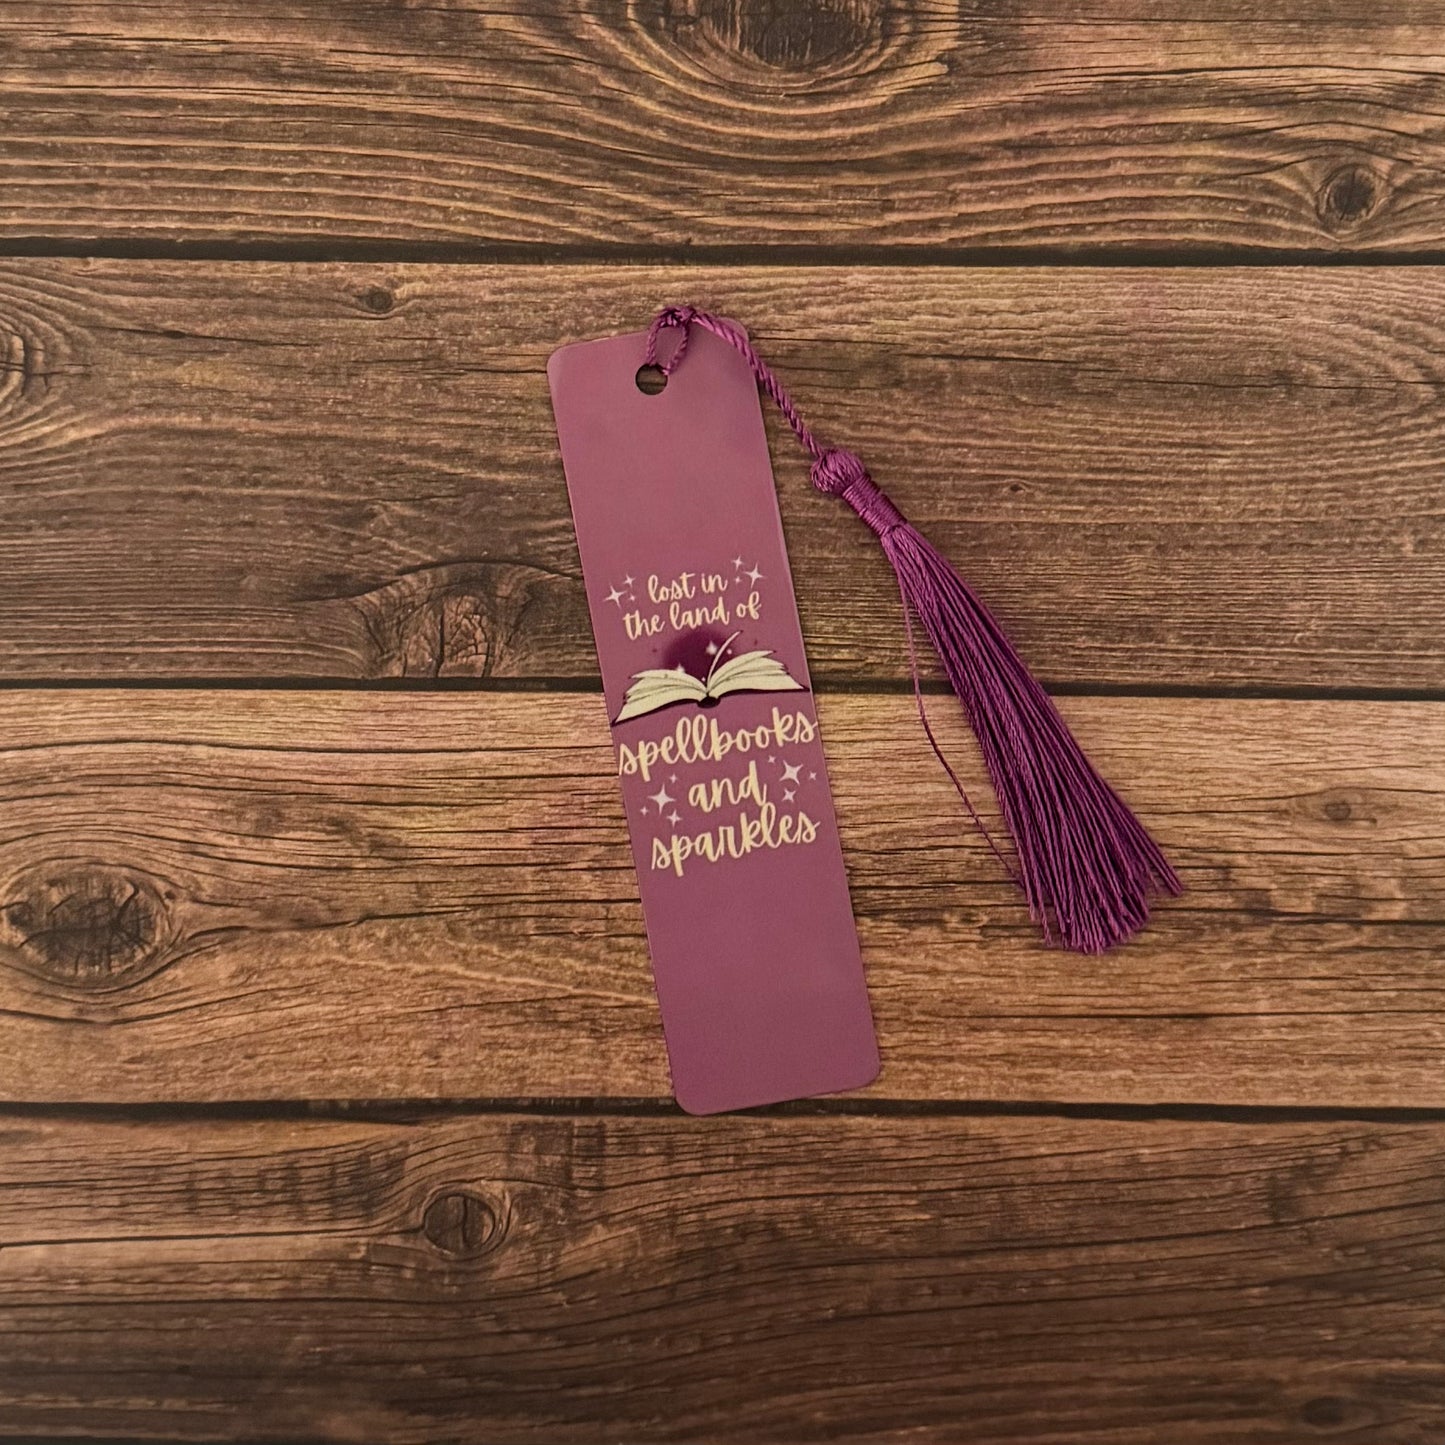 lost in
the land of
spellbooks
and
sparkles